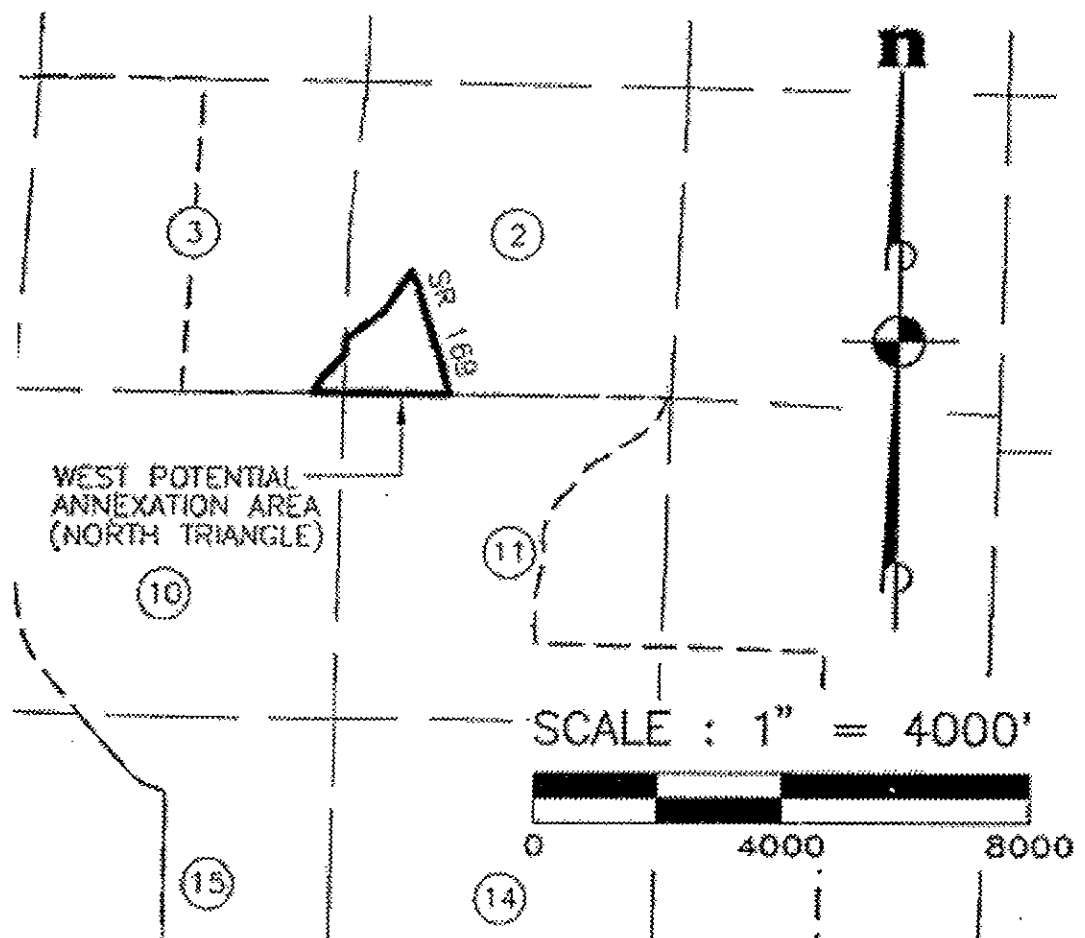 n
3
2
SR 169
WEST POTENTIAL
ANNEXATION AREA
(NORTH TRIANGLE)
11
10
SCALE : 1" = 4000'
0 4000 8000
15
14